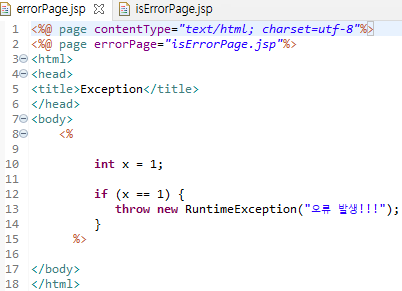 errorPage.jsp isErrorPage.jsp
1 <%@ page contentType="text/html; charset=utf-8"%>
2 <%@ page errorPage="isErrorPage.jsp"%>
3 <html>
4 <head>
5 <title>Exception</title>
6 </head>
7 <body>
8 <%
9
10 int x = 1;
11
12 if (x == 1) {
13 throw new RuntimeException("오류 발생!!!");
14 }
15 %>
16
17 </body>
18 </html>